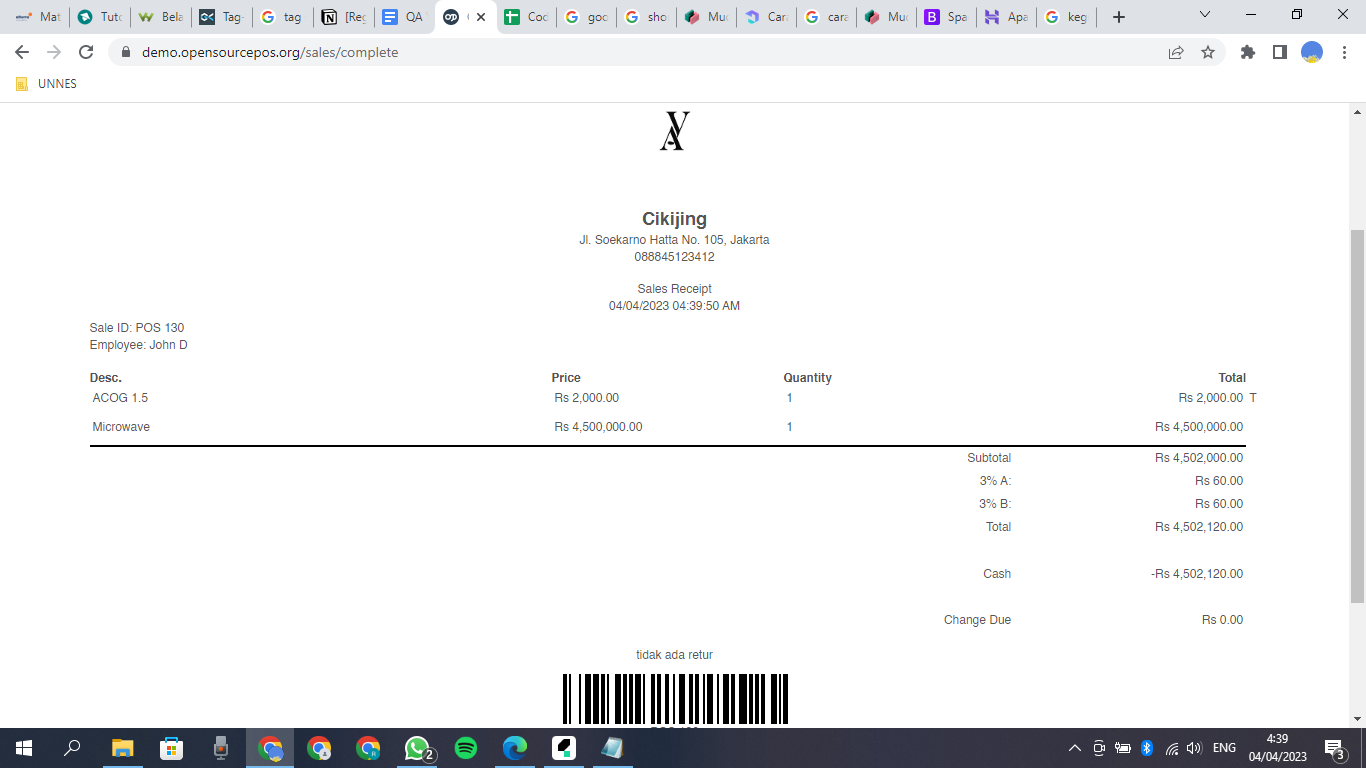 Mat
Tuto
Bela
Tag-
tag
[Reg
QA
Cod
goo
sho
Muc
Cara
cara
Muc
Spa
Apa
keg
demo.opensourcepos.org/sales/complete
UNNES
Cikijing
Jl. Soekarno Hatta No. 105, Jakarta
088845123412
Sales Receipt
04/04/2023 04:39:50 AM
Sale ID: POS 130
Employee: John D
Desc. Price Quantity Total
ACOG 1.5 Rs 2,000.00 1 Rs 2,000.00 T
Microwave Rs 4,500,000.00 1 Rs 4,500,000.00
Subtotal Rs 4,502,000.00
3% A: Rs 60.00
3% B: Rs 60.00
Total Rs 4,502,120.00
Cash -Rs 4,502,120.00
Change Due Rs 0.00
tidak ada retur
2
ENG
4:39
04/04/2023
3